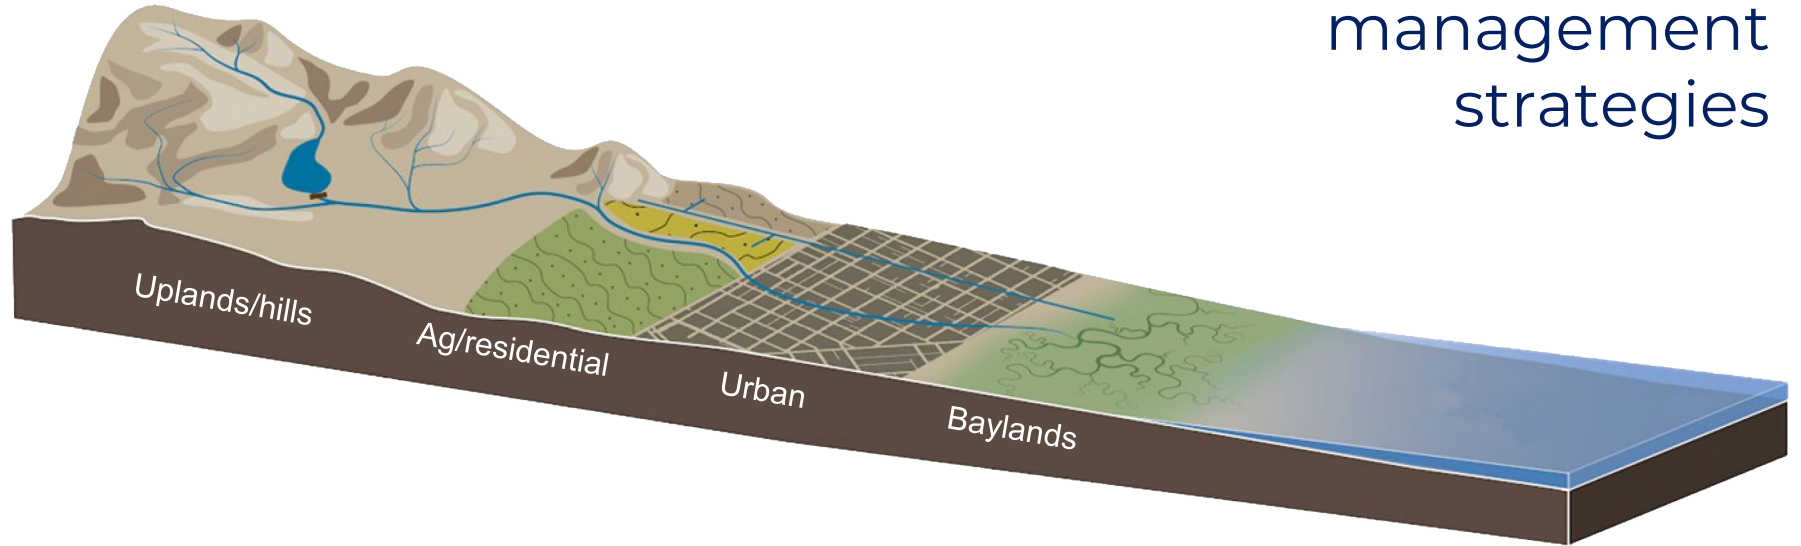 management
strategies
Uplands/hills
Ag/residential
Urban
Baylands